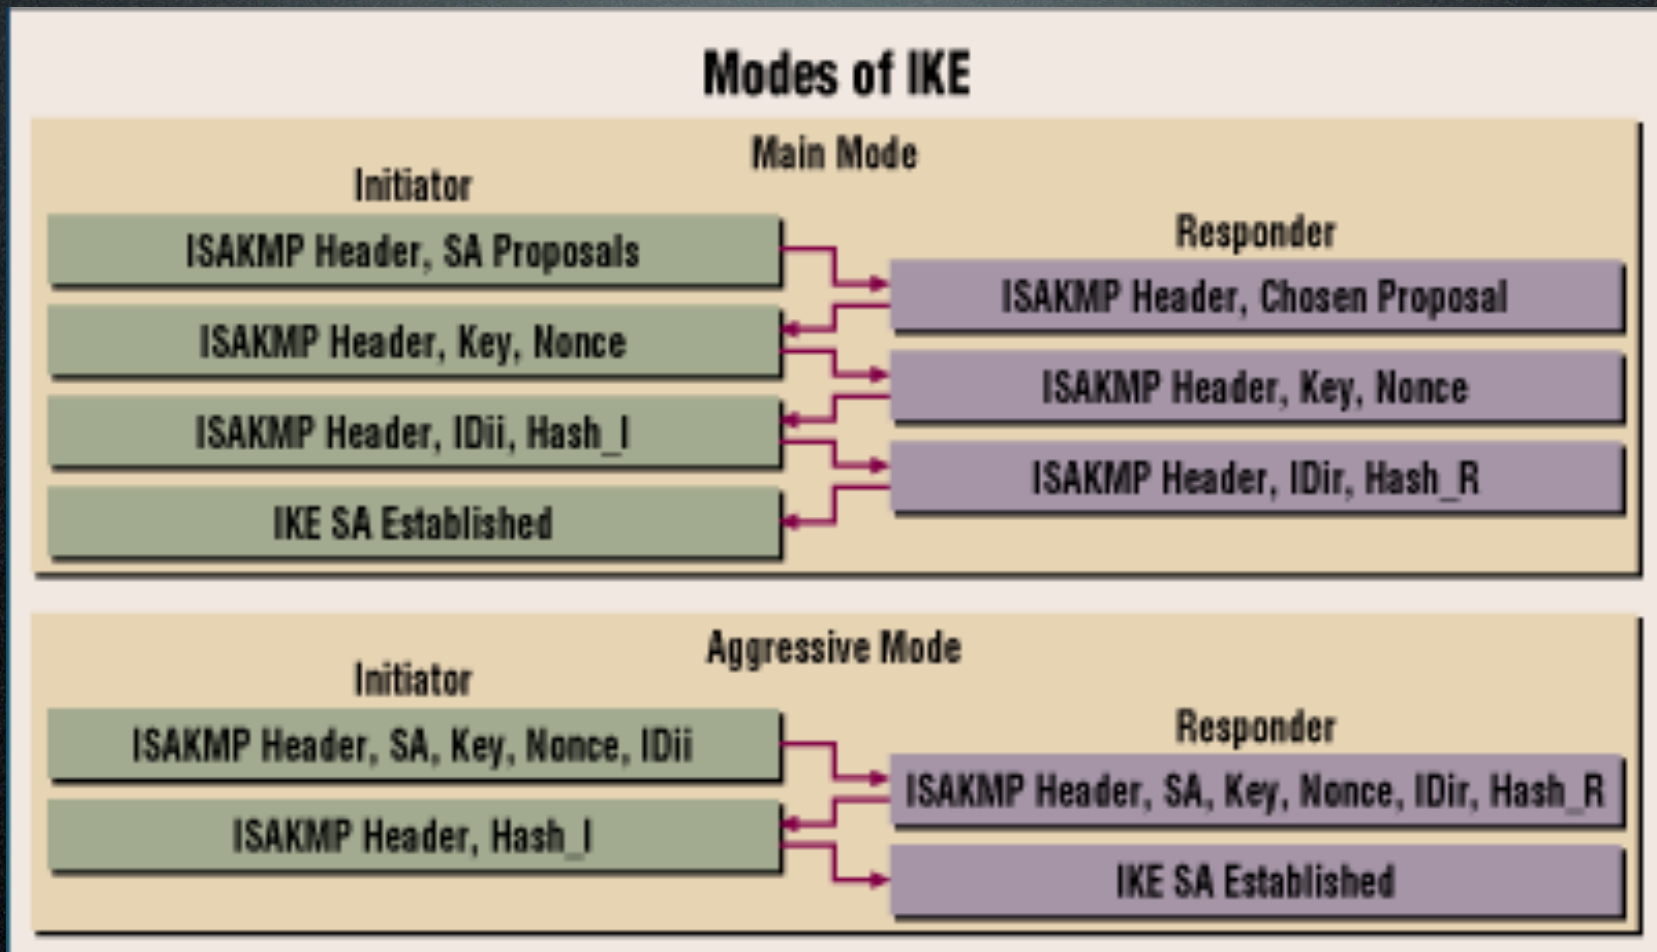 Modes of IKE
Main Mode
Initiator
Responder
ISAKMP Header, SA Proposals
ISAKMP Header, Chosen Proposal
ISAKMP Header, Key, Nonce
ISAKMP Header, Key, Nonce
ISAKMP Header, IDii, Hash_I
ISAKMP Header, IDir, Hash_R
IKE SA Established
Aggressive Mode
Initiator
Responder
ISAKMP Header, SA, Key, Nonce, IDii
ISAKMP Header, SA, Key, Nonce, IDir, Hash_R
ISAKMP Header, Hash_I
IKE SA Established